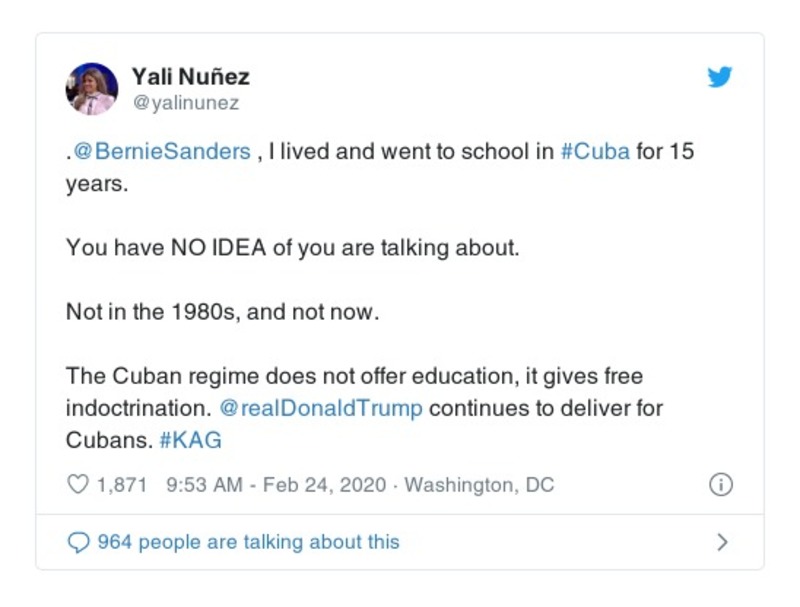 Yali Nuñez
@yalinunez
.@BernieSanders , I lived and went to school in #Cuba for 15
years.
You have NO IDEA of you are talking about.
Not in the 1980s, and not now.
The Cuban regime does not offer education, it gives free
indoctrination. @realDonaldTrump continues to deliver for
Cubans. #KAG
1,871 9:53 AM - Feb 24, 2020 · Washington, DC
964 people are talking about this